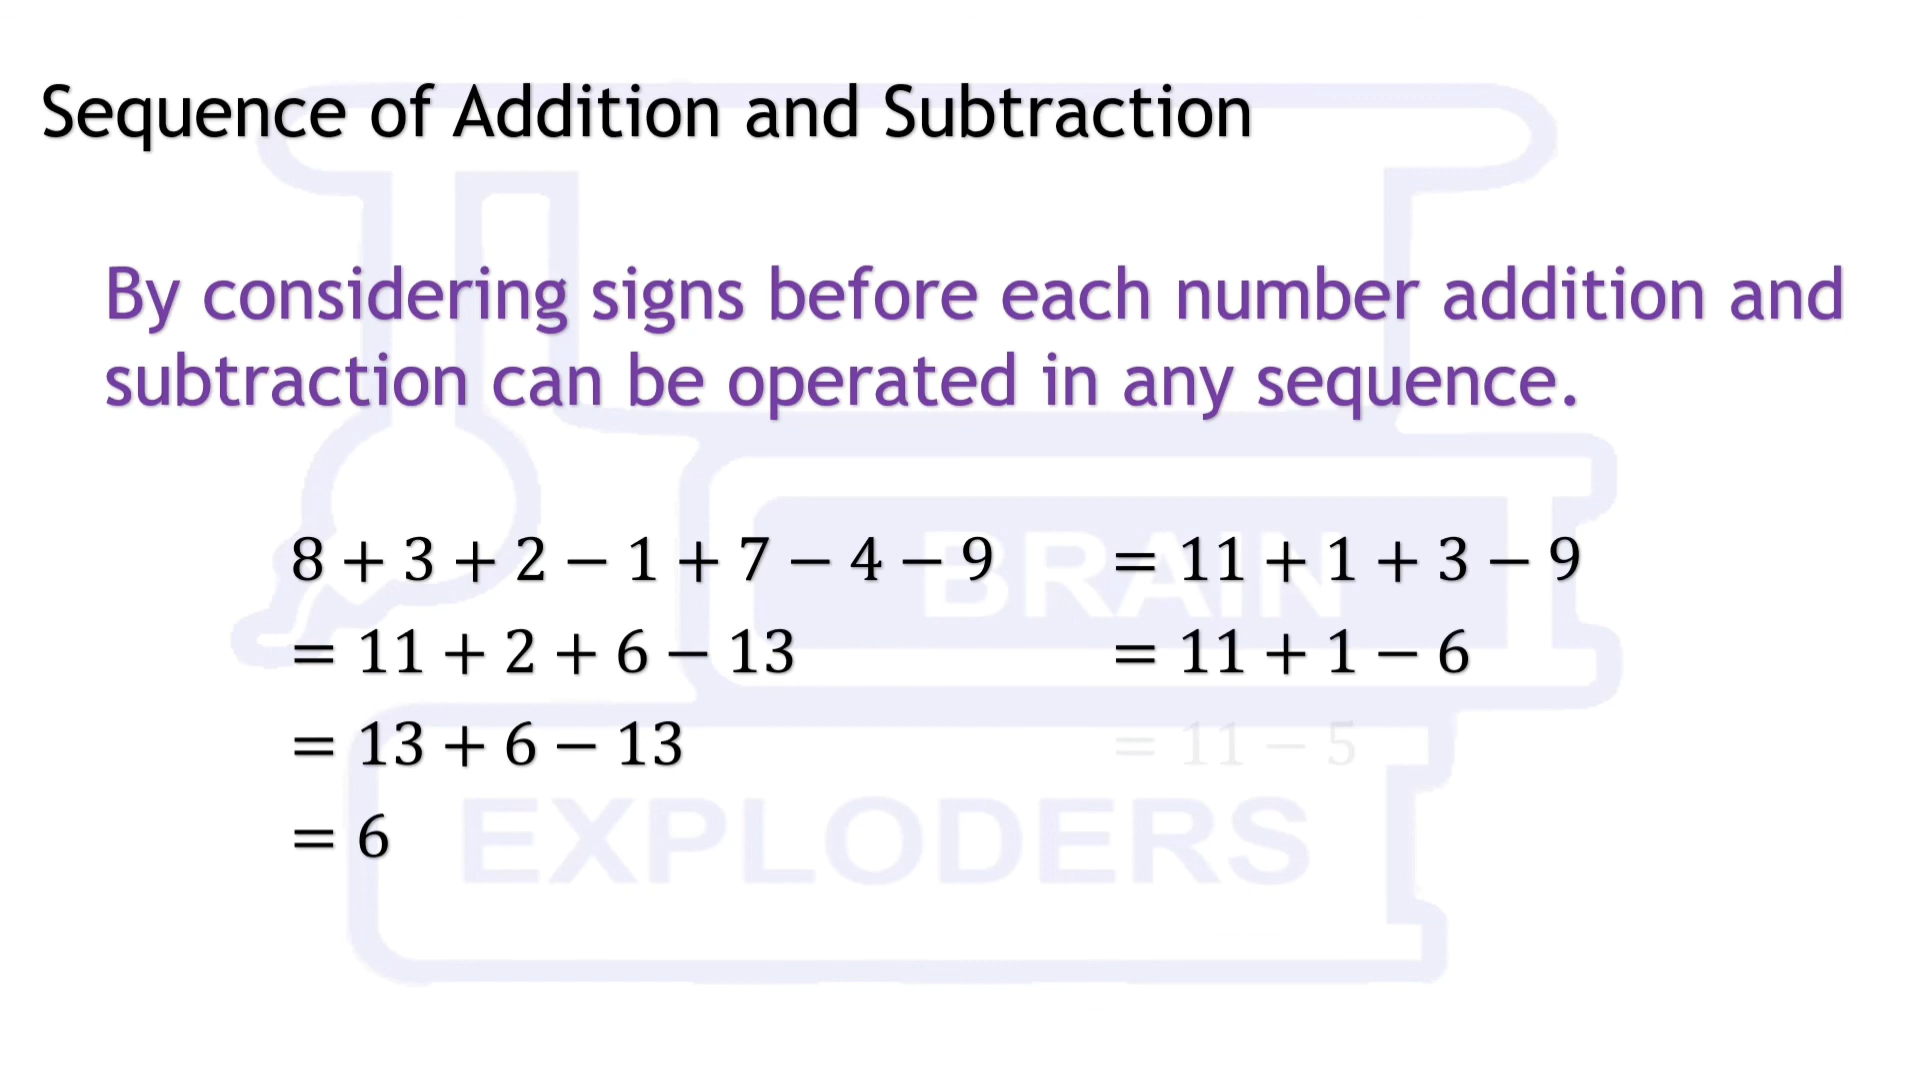 Sequence of Addition and Subtraction
By considering signs before each number addition and
subtraction can be operated in any sequence.
8 + 3 + 2 − 1 + 7 − 4 − 9
= 11 + 2 + 6 − 13
= 13 + 6 − 13
= 6
= 11 + 1 + 3 − 9
= 11 + 1 − 6
= 11 − 5
BRAIN
EXPLODERS